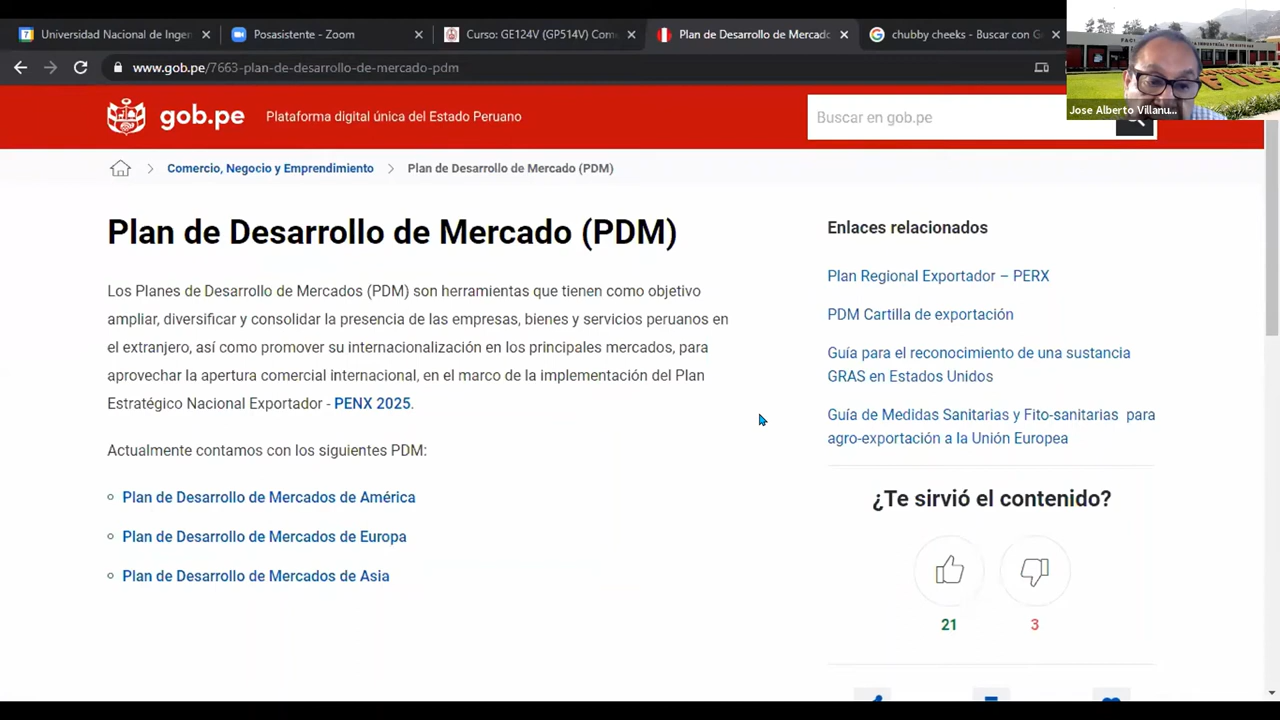 Universidad Nacional de Ingen
Posasistente - Zoom
Curso: GE124V (GP514V) Com
Plan de Desarrollo de Mercado
chubby cheeks - Buscar con G
www.gob.pe/7663-plan-de-desarrollo-de-mercado-pdm
Jose Alberto Villanu...
gob.pe
Plataforma digital única del Estado Peruano
Buscar en gob.pe
Comercio, Negocio y Emprendimiento
Plan de Desarrollo de Mercado (PDM)
Plan de Desarrollo de Mercado (PDM)
Los Planes de Desarrollo de Mercados (PDM) son herramientas que tienen como objetivo
ampliar, diversificar y consolidar la presencia de las empresas, bienes y servicios peruanos en
el extranjero, así como promover su internacionalización en los principales mercados, para
aprovechar la apertura comercial internacional, en el marco de la implementación del Plan
Estratégico Nacional Exportador - PENX 2025.
Actualmente contamos con los siguientes PDM:
Plan de Desarrollo de Mercados de América
Plan de Desarrollo de Mercados de Europa
Plan de Desarrollo de Mercados de Asia
Enlaces relacionados
Plan Regional Exportador – PERX
PDM Cartilla de exportación
Guía para el reconocimiento de una sustancia
GRAS en Estados Unidos
Guía de Medidas Sanitarias y Fito-sanitarias para
agro-exportación a la Unión Europea
¿Te sirvió el contenido?
21
3